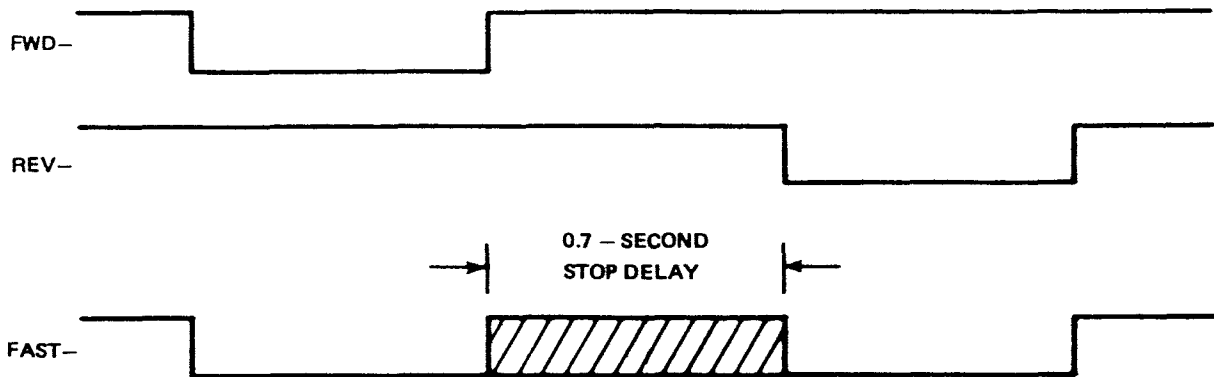 FWD–
REV–
0.7 – SECOND
STOP DELAY
FAST–